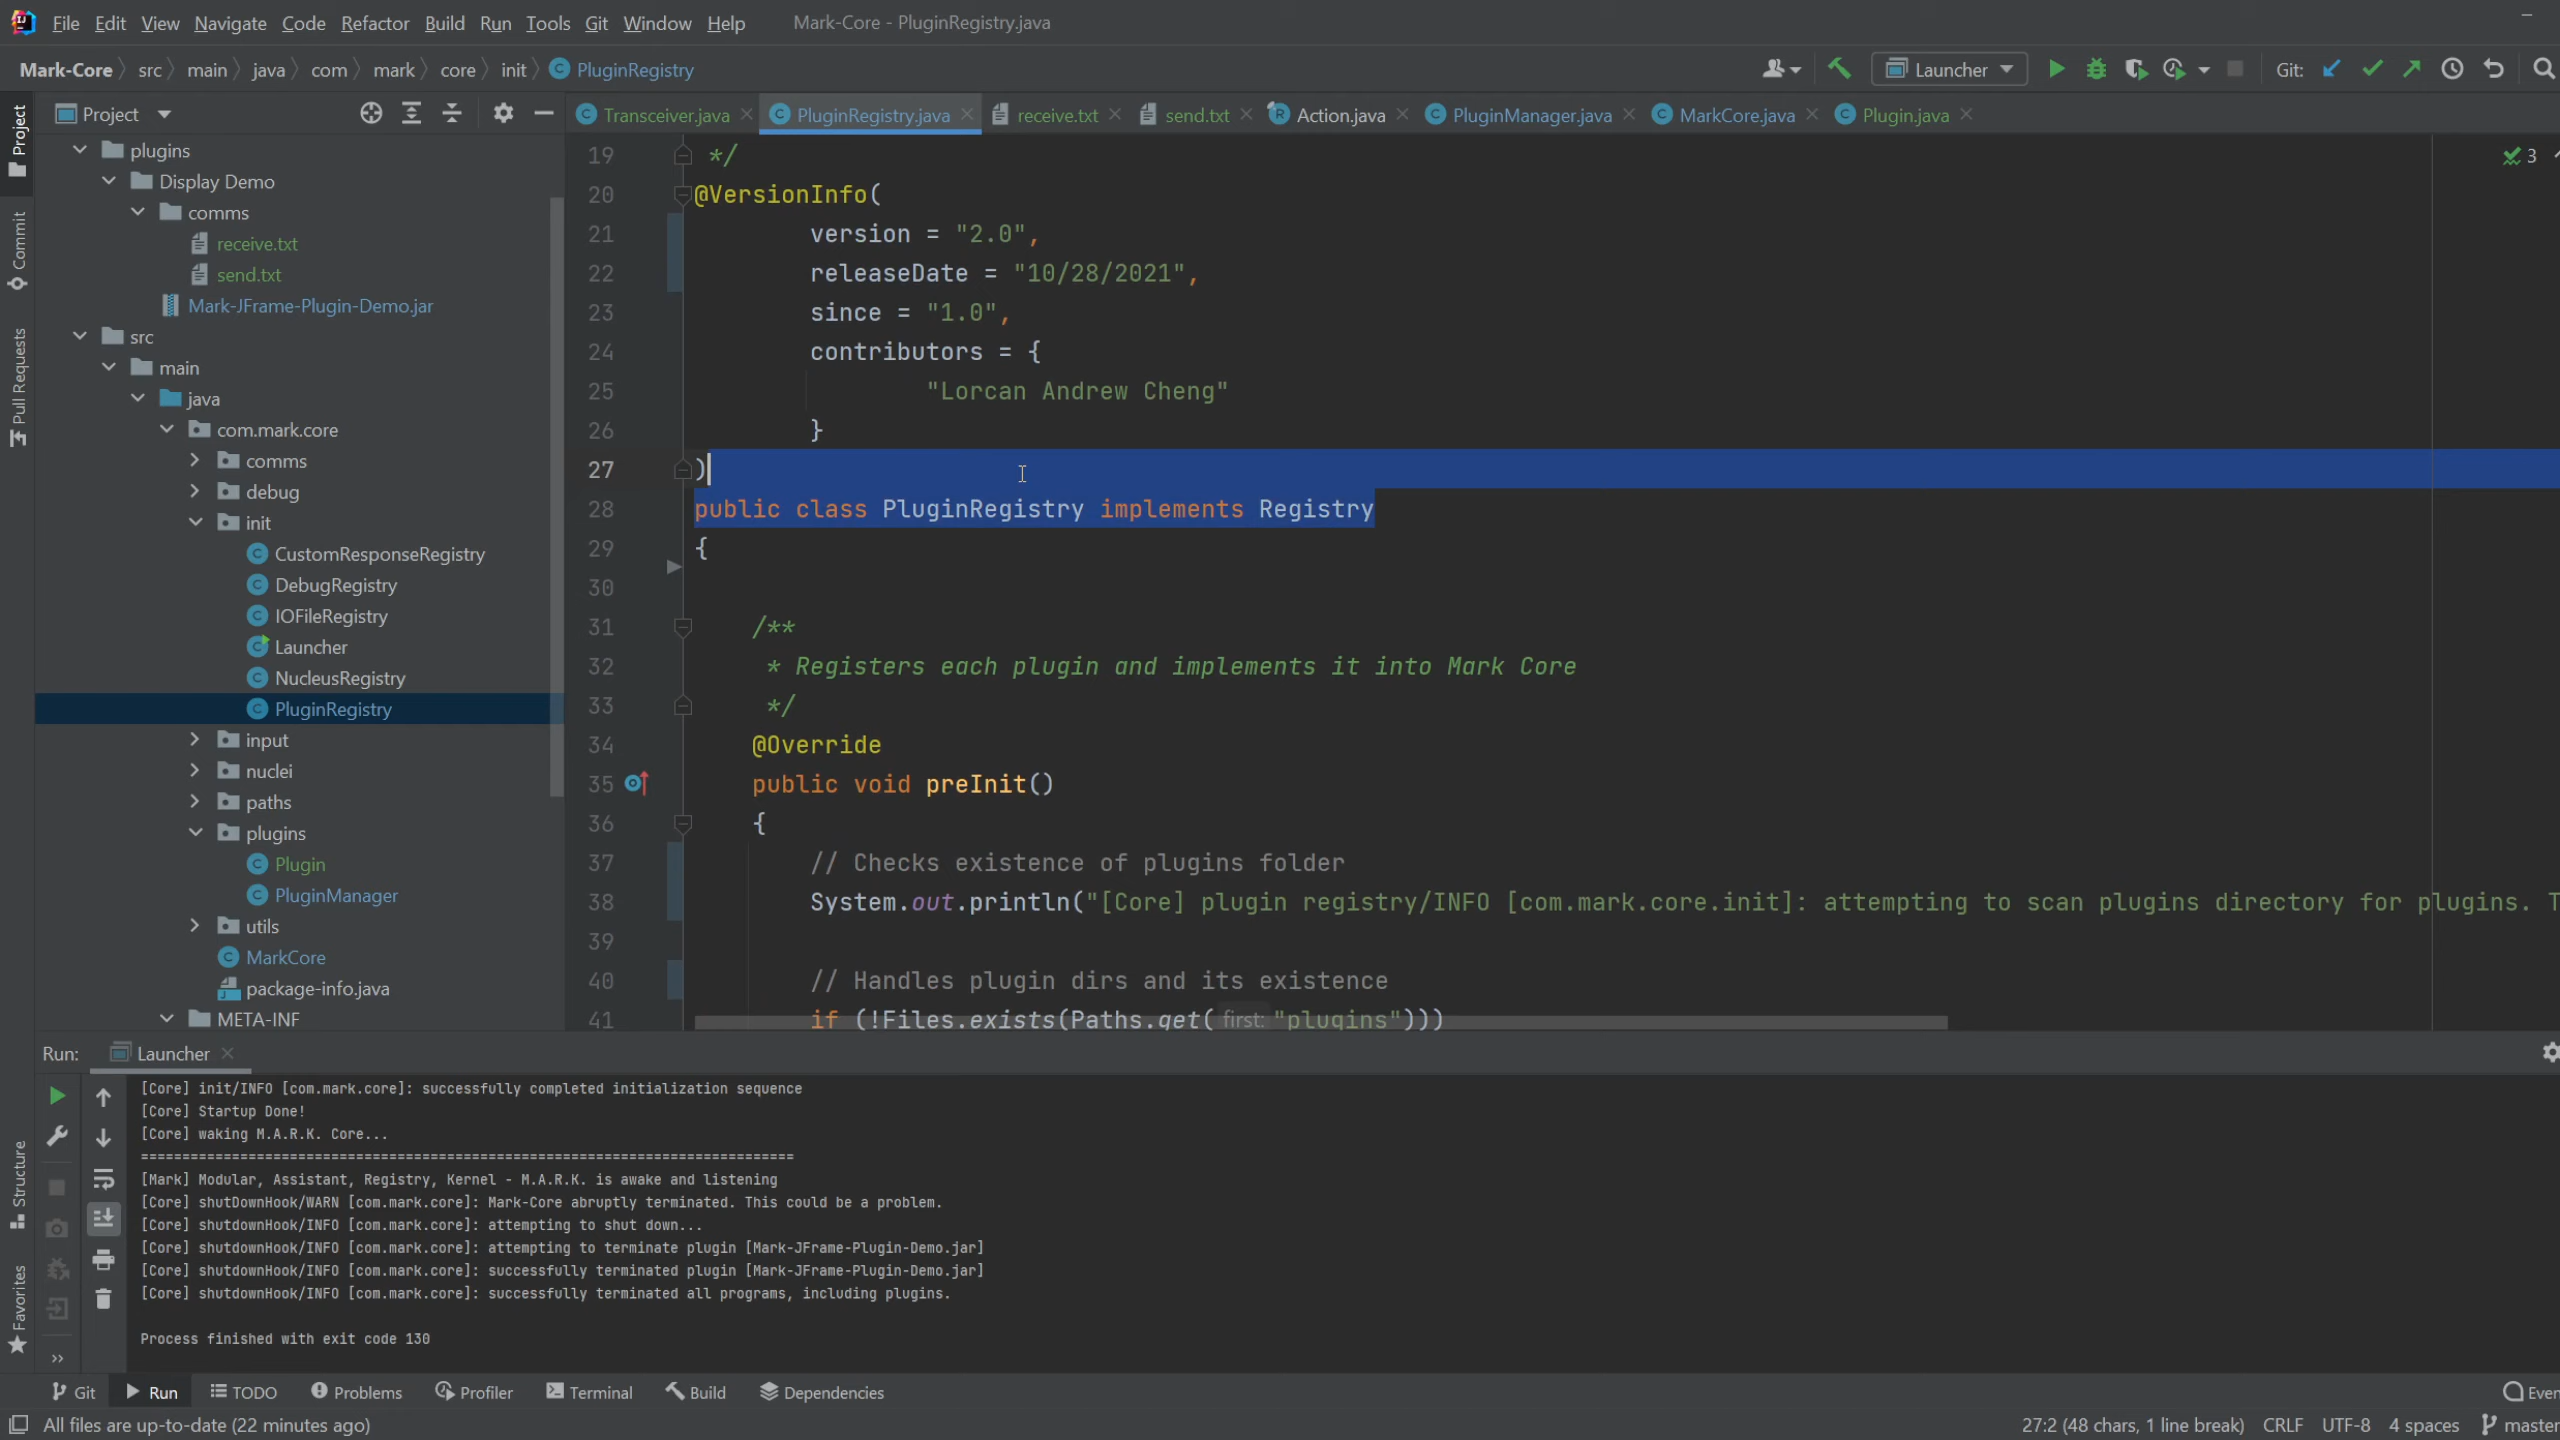 File Edit View Navigate Code Refactor Build Run Tools Git Window Help Mark-Core - PluginRegistry.java
Mark-Core src main java com mark core init PluginRegistry Launcher Git:
Project Transceiver.java PluginRegistry.java receive.txt send.txt Action.java PluginManager.java MarkCore.java Plugin.java
Project
Commit
Pull Requests
Structure
Favorites
plugins
Display Demo
comms
receive.txt
send.txt
Mark-JFrame-Plugin-Demo.jar
src
main
java
com.mark.core
comms
debug
init
CustomResponseRegistry
DebugRegistry
IOFileRegistry
Launcher
NucleusRegistry
PluginRegistry
input
nuclei
paths
plugins
Plugin
PluginManager
utils
MarkCore
package-info.java
META-INF
3
19 */
20 @VersionInfo(
21 version = "2.0",
22 releaseDate = "10/28/2021",
23 since = "1.0",
24 contributors = {
25 "Lorcan Andrew Cheng"
26 }
27 )
28 public class PluginRegistry implements Registry
29 {
30
31 /**
32 * Registers each plugin and implements it into Mark Core
33 */
34 @Override
35 public void preInit()
36 {
37 // Checks existence of plugins folder
38 System.out.println("[Core] plugin registry/INFO [com.mark.core.init]: attempting to scan plugins directory for plugins. T
39
40 // Handles plugin dirs and its existence
41 if (!Files.exists(Paths.get( first: "plugins")))
Run: Launcher
[Core] init/INFO [com.mark.core]: successfully completed initialization sequence
[Core] Startup Done!
[Core] waking M.A.R.K. Core...
===============================================================================
[Mark] Modular, Assistant, Registry, Kernel - M.A.R.K. is awake and listening
[Core] shutDownHook/WARN [com.mark.core]: Mark-Core abruptly terminated. This could be a problem.
[Core] shutdownHook/INFO [com.mark.core]: attempting to shut down...
[Core] shutdownHook/INFO [com.mark.core]: attempting to terminate plugin [Mark-JFrame-Plugin-Demo.jar]
[Core] shutdownHook/INFO [com.mark.core]: successfully terminated plugin [Mark-JFrame-Plugin-Demo.jar]
[Core] shutdownHook/INFO [com.mark.core]: successfully terminated all programs, including plugins.
Process finished with exit code 130
Git Run TODO Problems Profiler Terminal Build Dependencies Even
All files are up-to-date (22 minutes ago) 27:2 (48 chars, 1 line break) CRLF UTF-8 4 spaces master